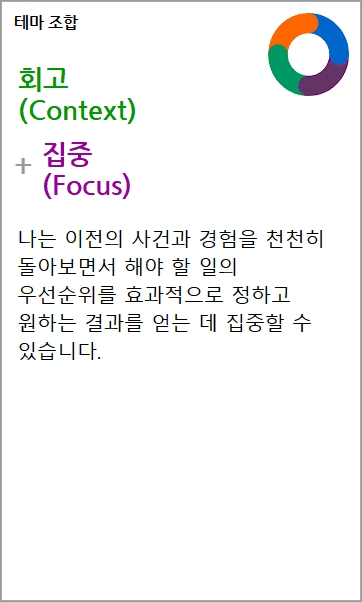 테마 조합
회고
(Context)
+ 집중
(Focus)
나는 이전의 사건과 경험을 천천히
돌아보면서 해야 할 일의
우선순위를 효과적으로 정하고
원하는 결과를 얻는 데 집중할 수
있습니다.